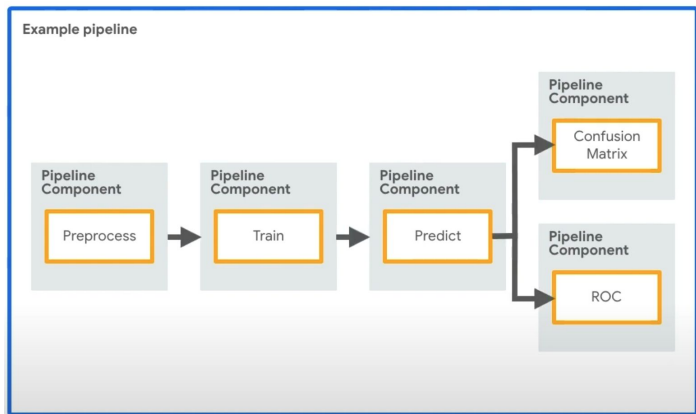 Example pipeline
Pipeline
Component
Preprocess
Pipeline
Component
Train
Pipeline
Component
Predict
Pipeline
Component
Confusion
Matrix
Pipeline
Component
ROC